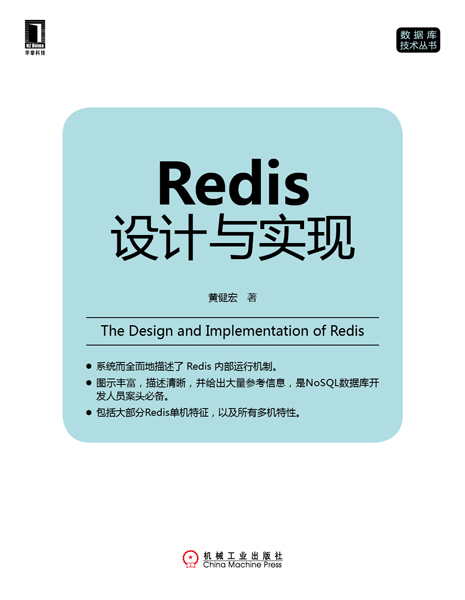 HZ Books
华章科技
数据库
技术丛书
Redis
设计与实现
黄健宏 著
The Design and Implementation of Redis
● 系统而全面地描述了 Redis 内部运行机制。
● 图示丰富，描述清晰，并给出大量参考信息，是NoSQL数据库开
发人员案头必备。
● 包括大部分Redis单机特征，以及所有多机特性。
机械工业出版社
China Machine Press